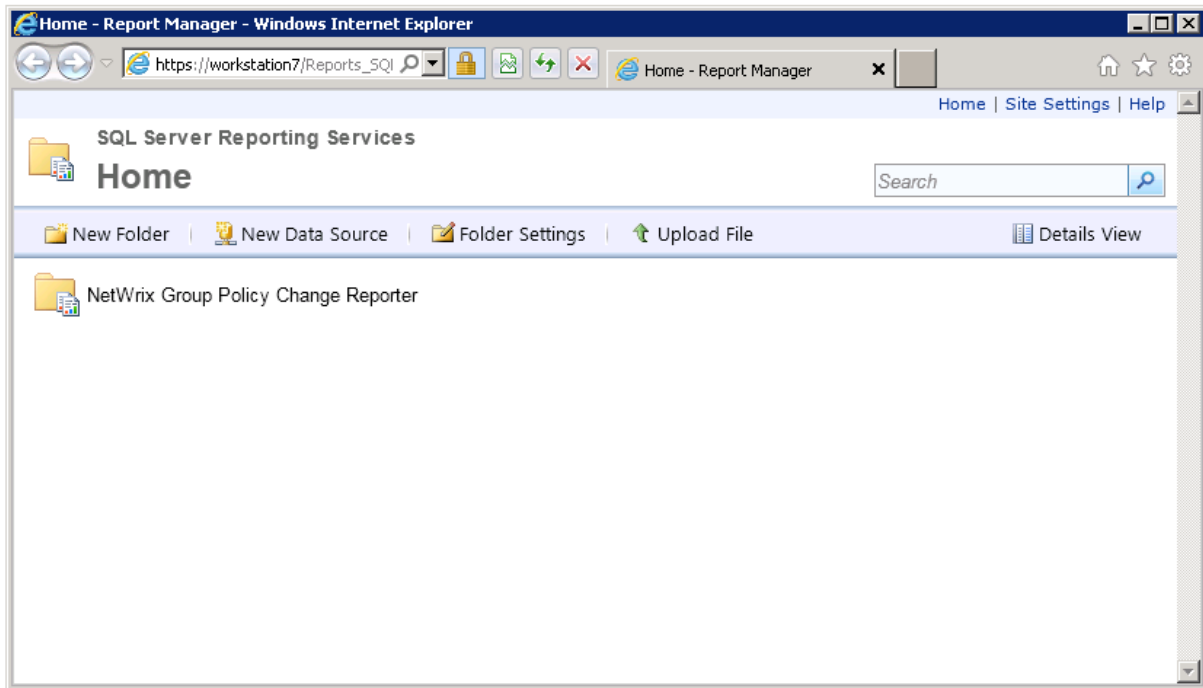 Home - Report Manager - Windows Internet Explorer
https://workstation7/Reports_SQl
Home - Report Manager
Home | Site Settings | Help
SQL Server Reporting Services
Home
Search
New Folder | New Data Source | Folder Settings | Upload File Details View
NetWrix Group Policy Change Reporter